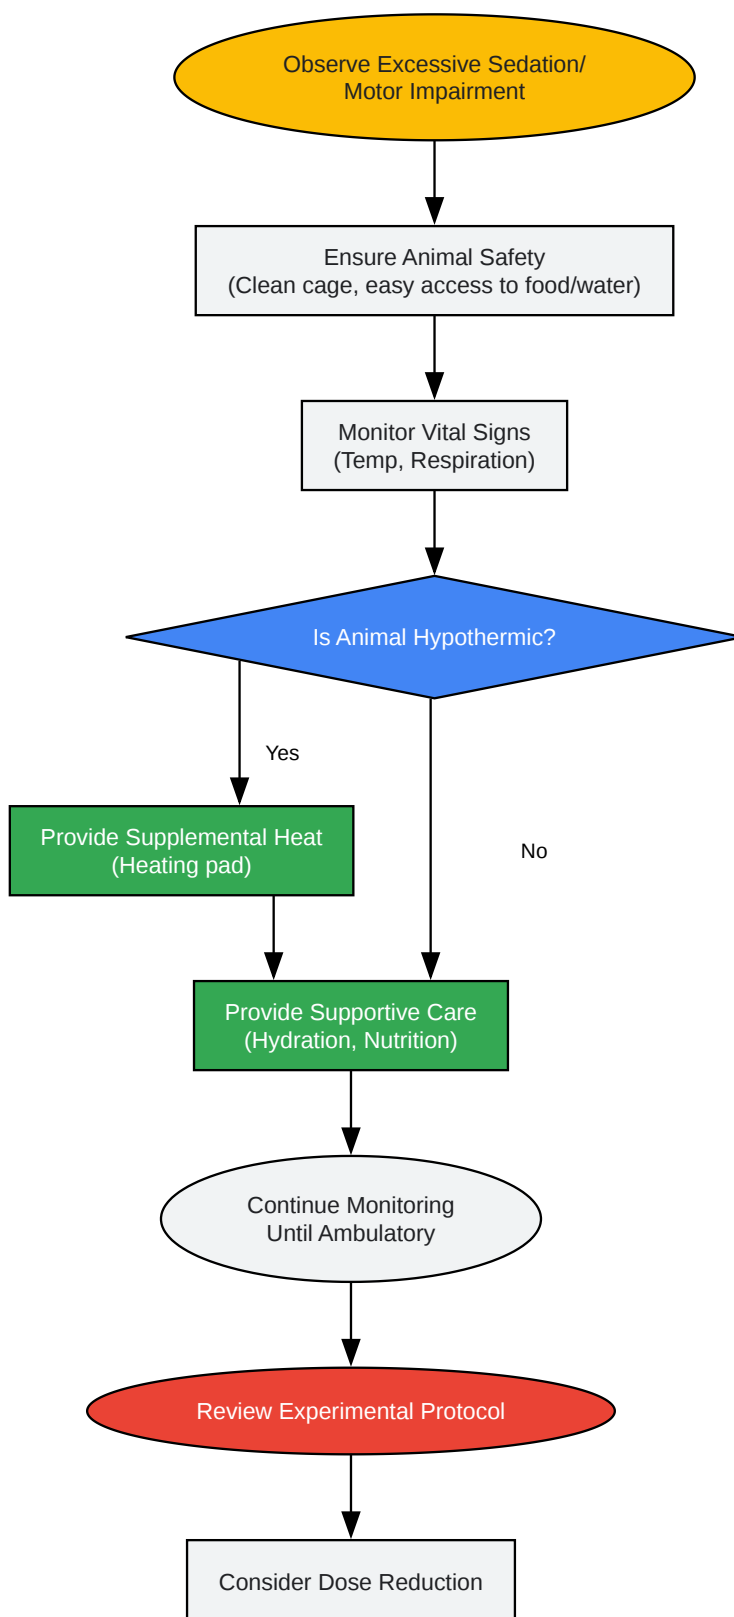 Observe Excessive Sedation/
Motor Impairment
Ensure Animal Safety
(Clean cage, easy access to food/water)
Monitor Vital Signs
(Temp, Respiration)
Is Animal Hypothermic?
Yes
Provide Supplemental Heat
(Heating pad)
No
Provide Supportive Care
(Hydration, Nutrition)
Continue Monitoring
Until Ambulatory
Review Experimental Protocol
Consider Dose Reduction